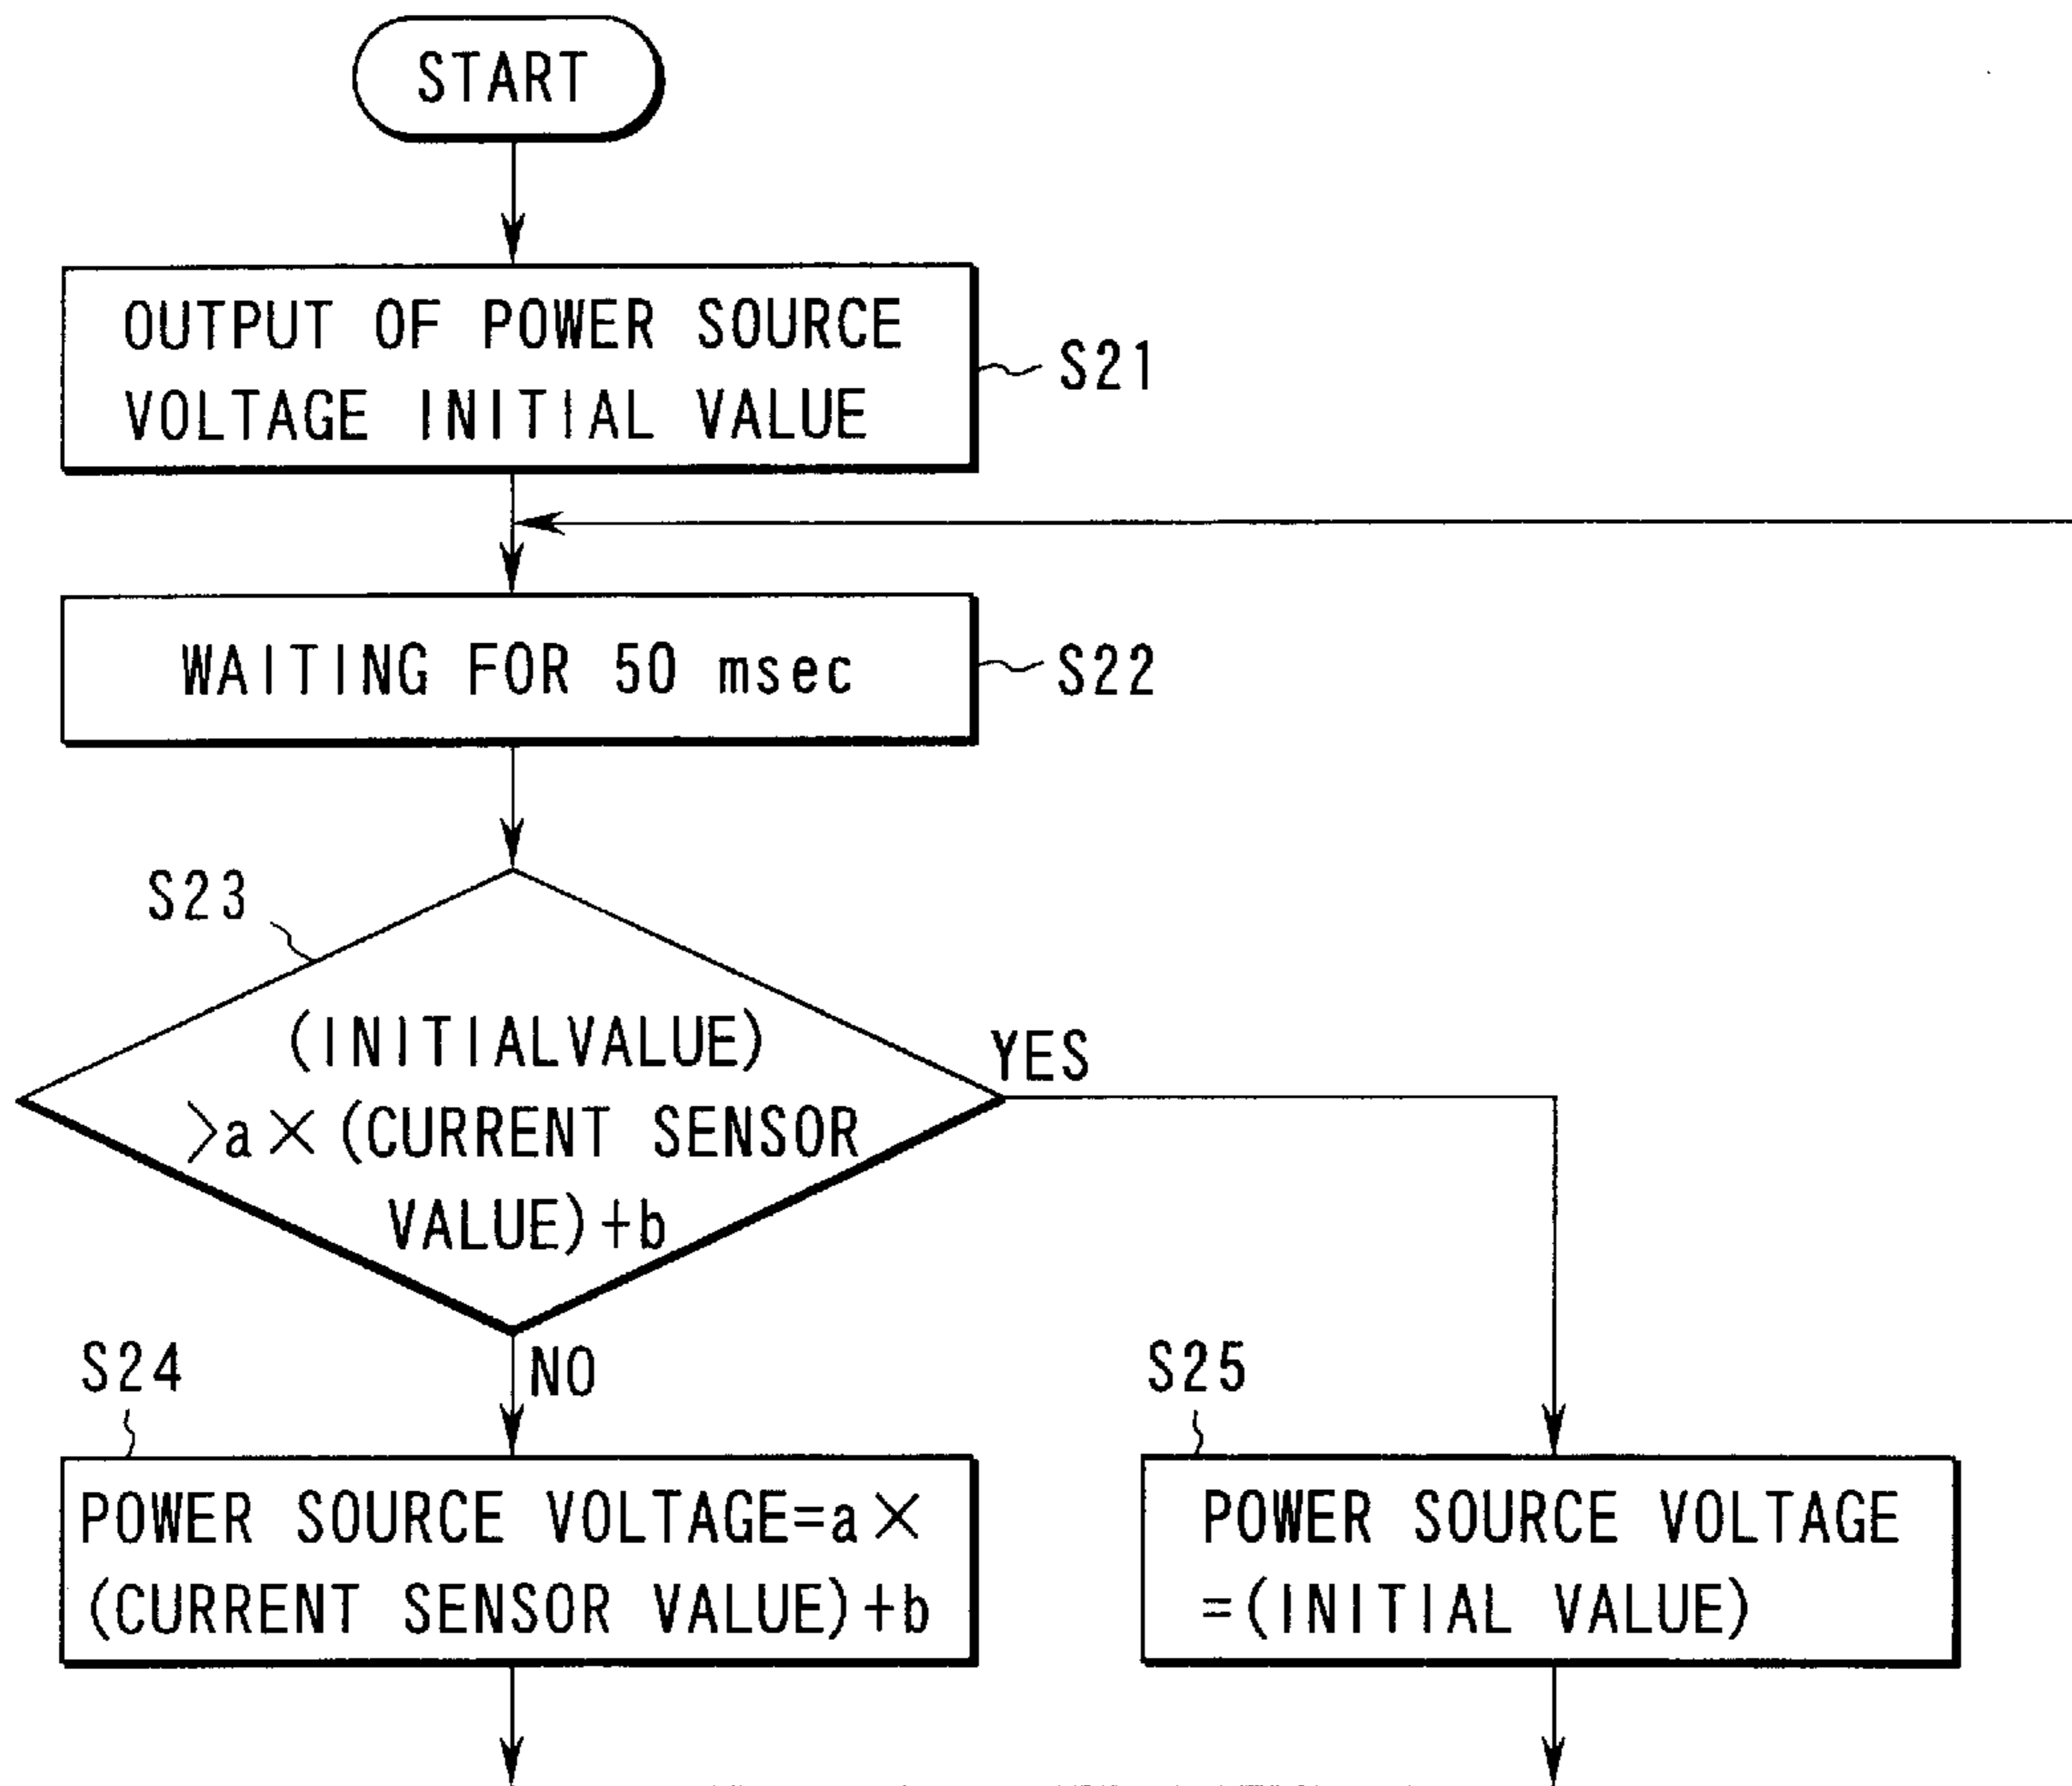 START
OUTPUT OF POWER SOURCE
VOLTAGE INITIAL VALUE
S21
WAITING FOR 50 msec
S22
S23
(INITIALVALUE)
>a×(CURRENT SENSOR
VALUE)+b
YES
NO
S24
POWER SOURCE VOLTAGE=a×
(CURRENT SENSOR VALUE)+b
S25
POWER SOURCE VOLTAGE
=(INITIAL VALUE)